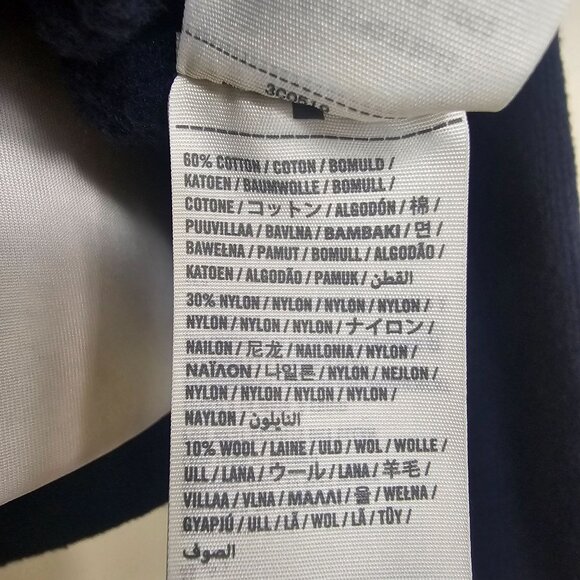 3C0518
60% COTTON / COTON / BOMULD /
KATOEN / BAUMWOLLE / BOMULL /
COTONE / コットン / ALGODÓN / 棉 /
PUUVILLAA / BAVLNA / ΒΑΜΒΑΚΙ / 면 /
BAWEŁNA / PAMUT / BOMULL / ALGODÃO /
KATOEN / ALGODÃO / PAMUK / القطن /
30% NYLON / NYLON / NYLON / NYLON /
NYLON / NYLON / NYLON / ナイロン /
NAILON / 尼龙 / NAILONIA / NYLON /
ΝΑΪΛΟΝ / 나일론 / NYLON / NEJLON /
NYLON / NYLON / NYLON / NYLON /
NAYLON / النايلون /
10% WOOL / LAINE / ULD / WOL / WOLLE /
ULL / LANA / ウール / LANA / 羊毛 /
VILLAA / VLNA / ΜΑΛΛΙ / 울 / WEŁNA /
GYAPJÚ / ULL / LÃ / WOL / LÃ / TÜY /
الصوف /